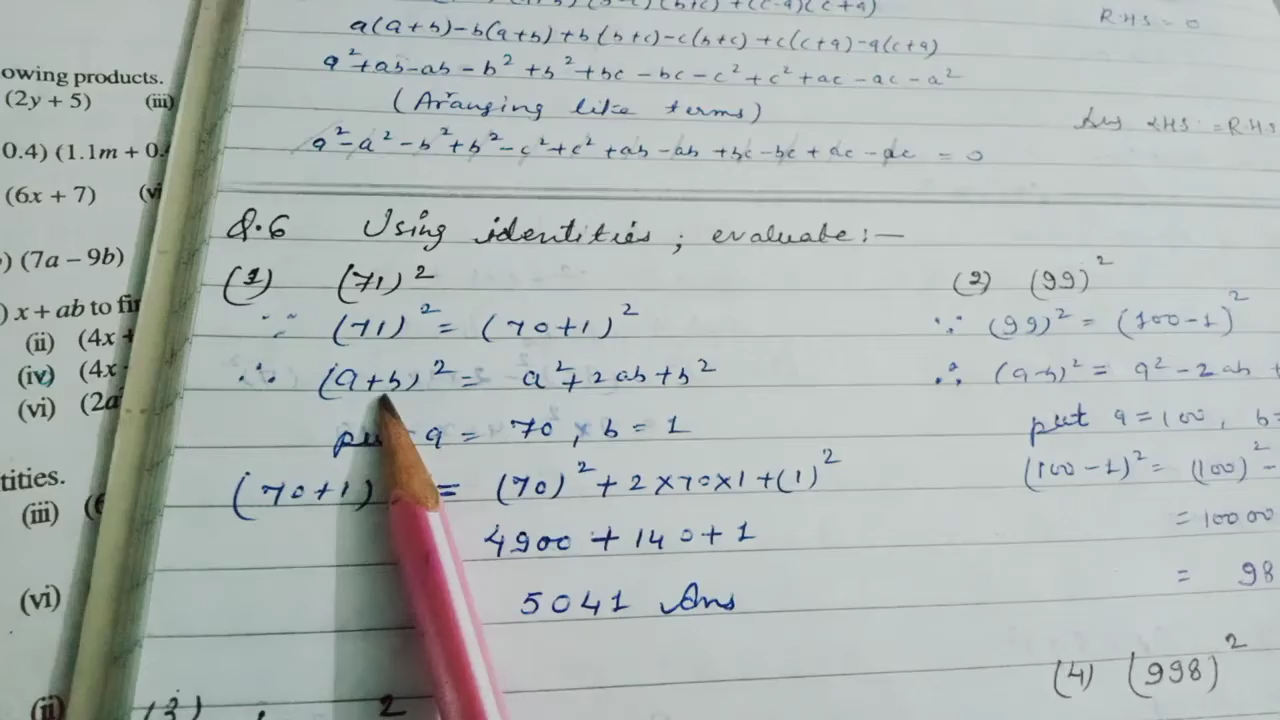 a(a+b)-b(a+b)+b(b+c)-c(b+c)+c(c+a)-a(c+a)
RHS = 0
a²+ab-ab-b²+b²+bc-bc-c²+c²+ac-ac-a²
(Aranging like terms)
LHS = RHS
a²-a²-b²+b²-c²+c²+ab-ab+bc-bc+ac-ac = 0
owing products.
(2y + 5) (iii)
0.4) (1.1m + 0.
(6x + 7) (vi
) (7a – 9b)
) x + ab to fin
(ii) (4x +
(iv) (4x
(vi) (2a
tities.
(iii)
(vi)
(ii)
Q.6 Using identities; evaluate:—
(1) (71)²
∵ (71)² = (70+1)²
∴ (a+b)² = a²+2ab+b²
put a = 70, b = 1
(70+1) = (70)²+2×70×1+(1)²
4900+140+1
5041 Ans
(2) (99)²
∵ (99)² = (100-1)²
∴ (a-b)² = a²-2ab +
put a=100, b=
(100-1)² = (100)² -
= 10000
= 98
(4) (998)²